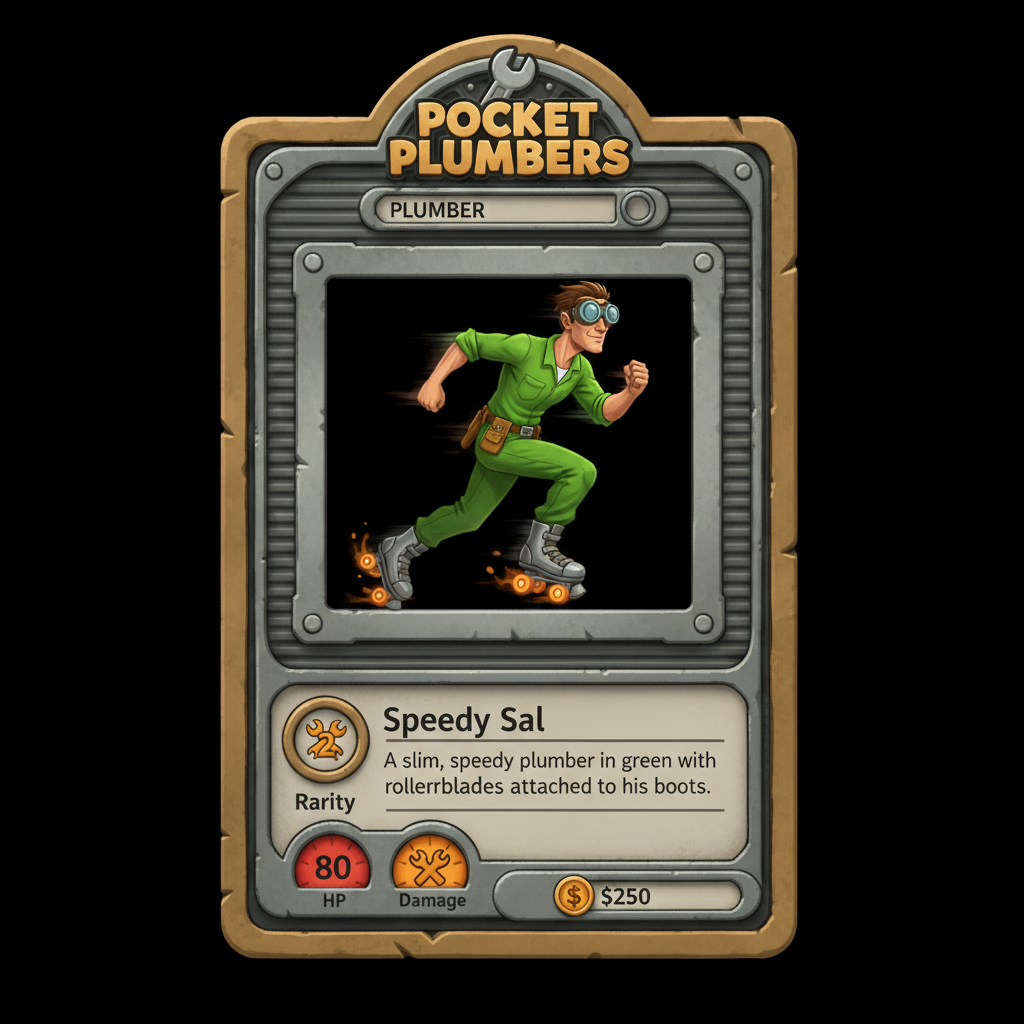 POCKET
PLUMBERS
PLUMBER
Speedy Sal
A slim, speedy plumber in green with
rollerrblades attached to his boots.
2
Rarity
80
HP
Damage
$
$250